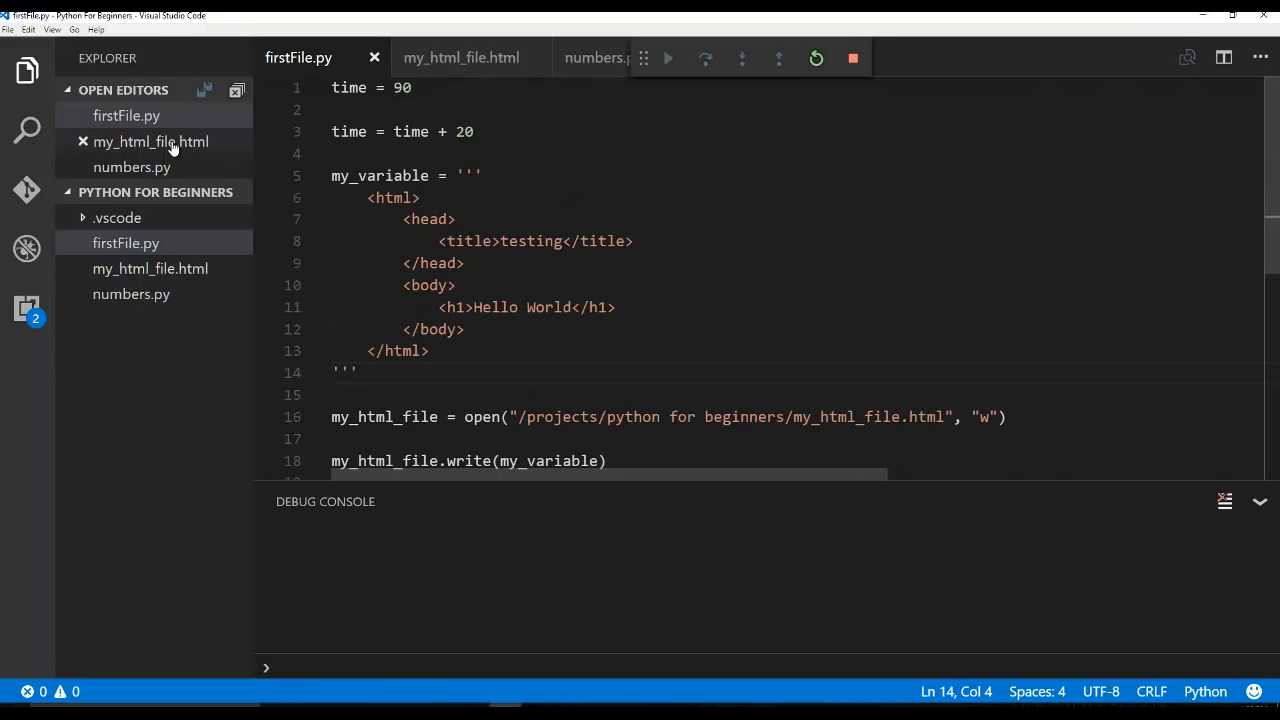 firstFile.py - Python For Beginners - Visual Studio Code
File Edit View Go Help
EXPLORER
OPEN EDITORS
firstFile.py
my_html_file.html
numbers.py
PYTHON FOR BEGINNERS
.vscode
firstFile.py
my_html_file.html
numbers.py
2
firstFile.py my_html_file.html numbers.p
1 time = 90
2
3 time = time + 20
4
5 my_variable = '''
6 <html>
7 <head>
8 <title>testing</title>
9 </head>
10 <body>
11 <h1>Hello World</h1>
12 </body>
13 </html>
14 '''
15
16 my_html_file = open("/projects/python for beginners/my_html_file.html", "w")
17
18 my_html_file.write(my_variable)
DEBUG CONSOLE
0 0 Ln 14, Col 4 Spaces: 4 UTF-8 CRLF Python